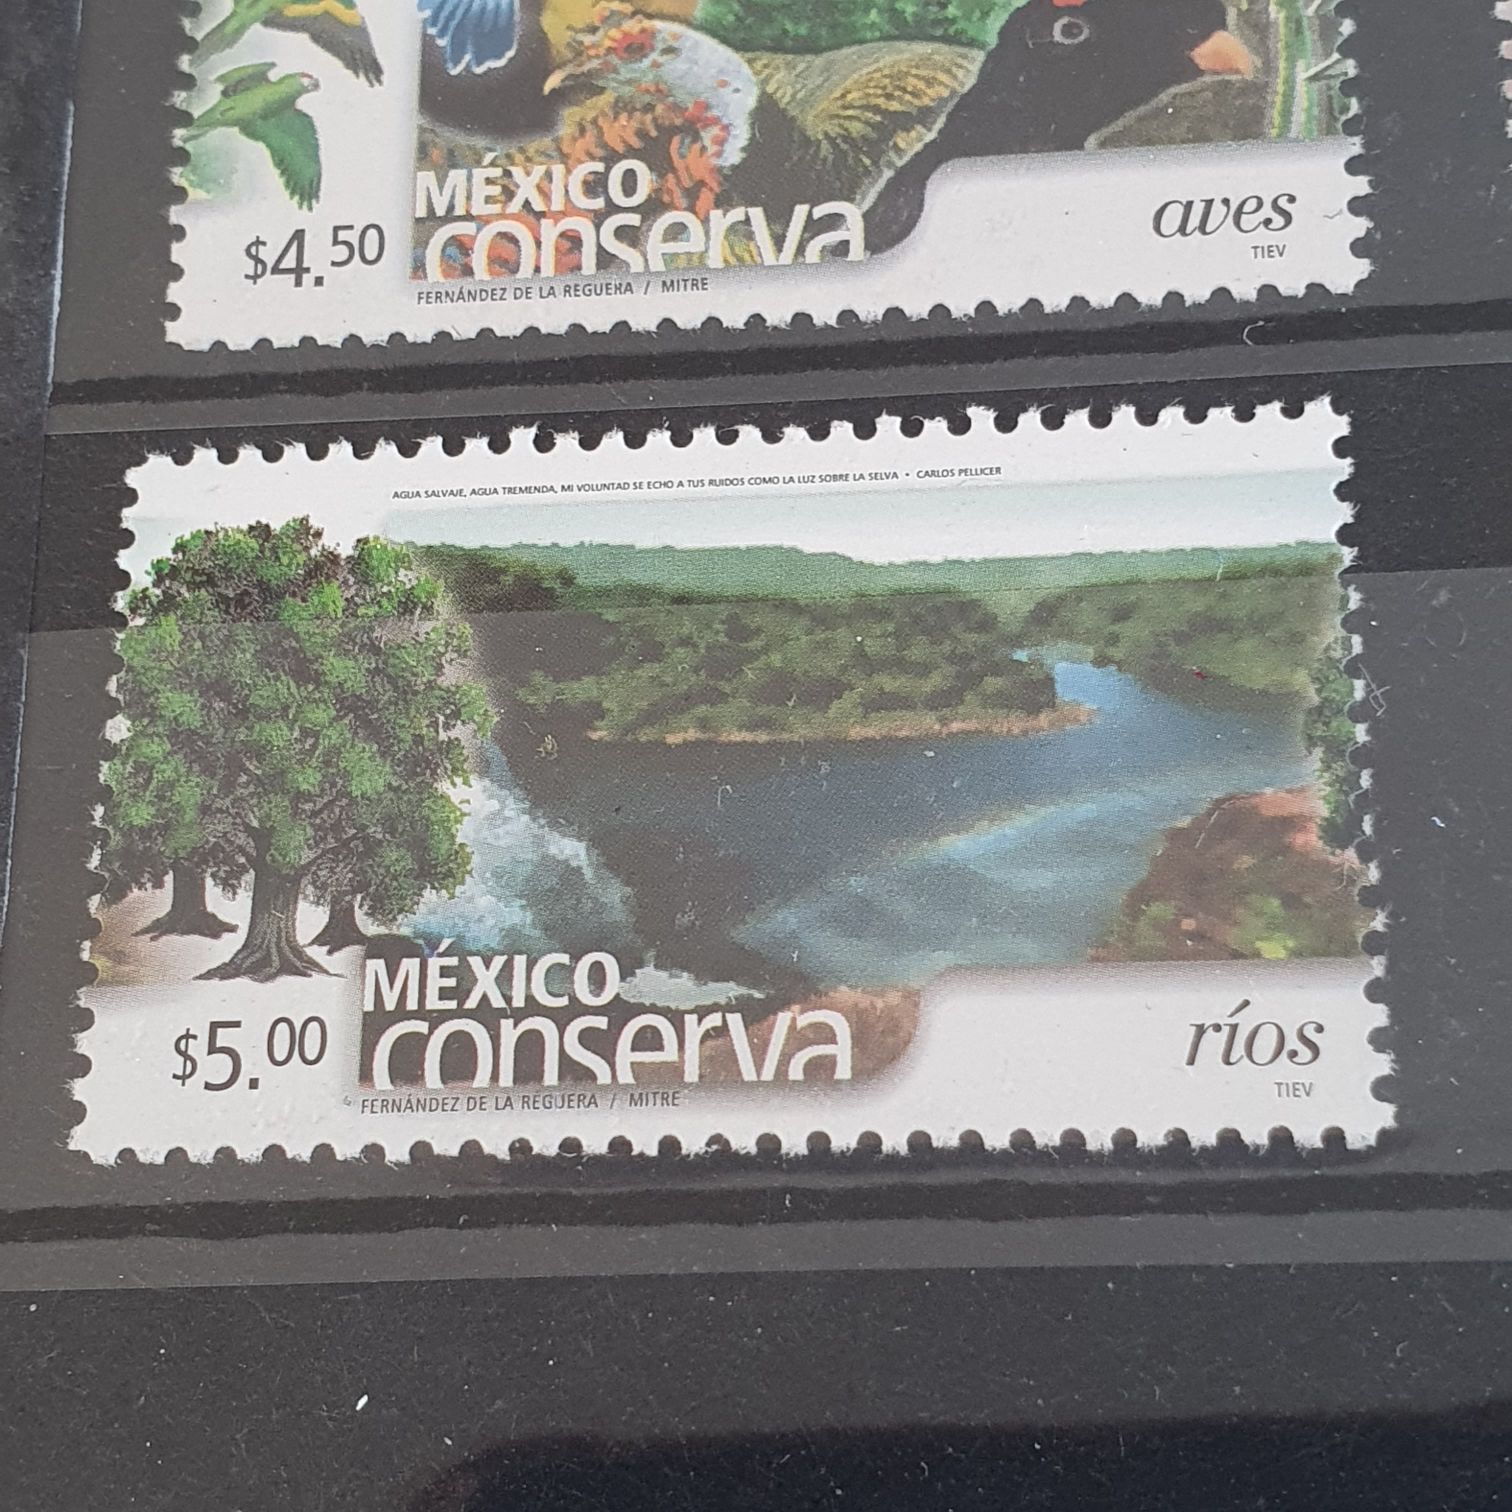 MÉXICO
conserva
$4.50
aves
TIEV
FERNÁNDEZ DE LA REGUERA / MITRE
AGUA SALVAJE, AGUA TREMENDA, MI VOLUNTAD SE ECHO A TUS RUIDOS COMO LA LUZ SOBRE LA SELVA • CARLOS PELLICER
MÉXICO
conserva
$5.00
ríos
TIEV
FERNÁNDEZ DE LA REGUERA / MITRE